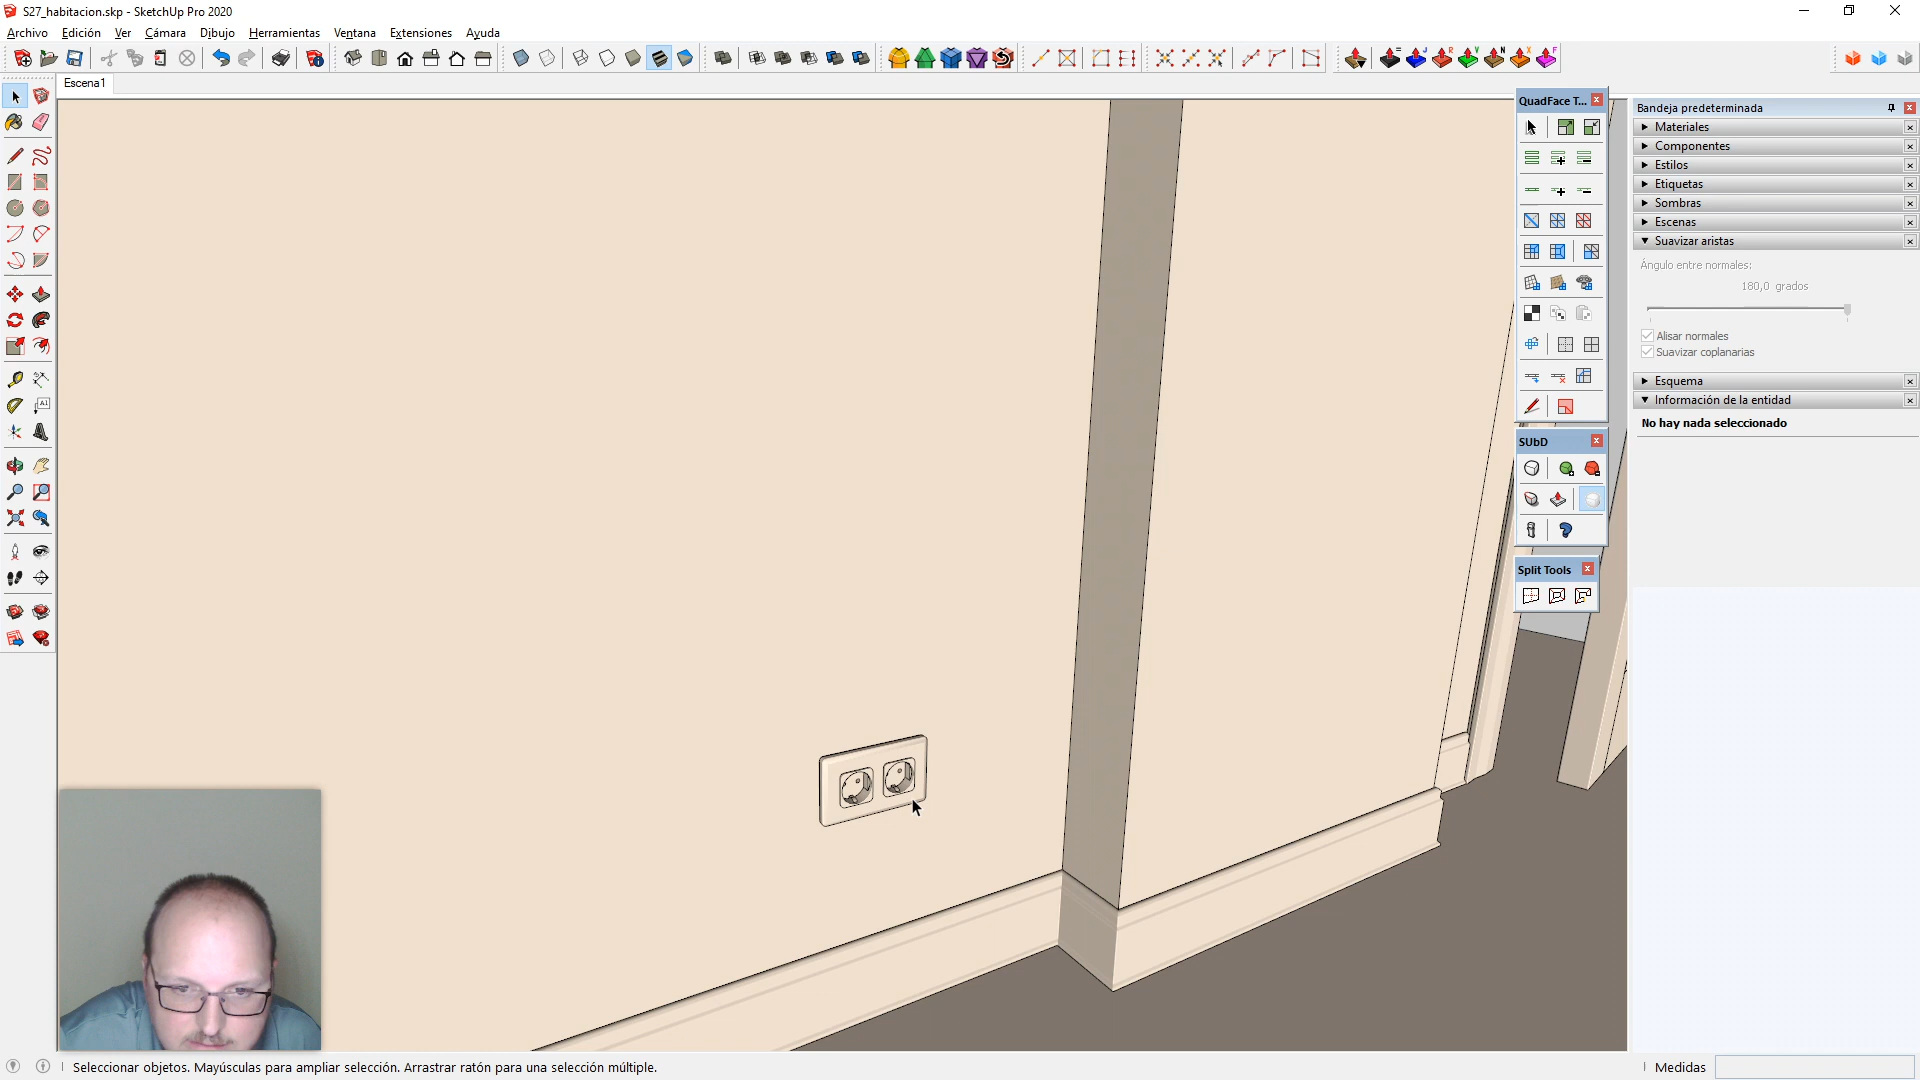 S27_habitacion.skp - SketchUp Pro 2020
Archivo Edición Ver Cámara Dibujo Herramientas Ventana Extensiones Ayuda
Escena1
QuadFace T...
SUbD
Split Tools
Bandeja predeterminada
Materiales
Componentes
Estilos
Etiquetas
Sombras
Escenas
Suavizar aristas
Ángulo entre normales:
180,0 grados
Alisar normales
Suavizar coplanarias
Esquema
Información de la entidad
No hay nada seleccionado
Seleccionar objetos. Mayúsculas para ampliar selección. Arrastrar ratón para una selección múltiple.
Medidas